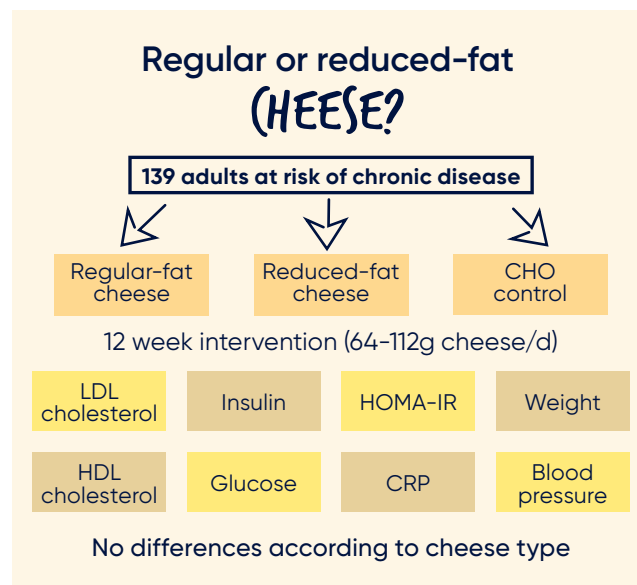 Regular or reduced-fat
CHEESE?
139 adults at risk of chronic disease
Regular-fat
cheese
Reduced-fat
cheese
CHO
control
12 week intervention (64-112g cheese/d)
LDL
cholesterol
Insulin
HOMA-IR
Weight
HDL
cholesterol
Glucose
CRP
Blood
pressure
No differences according to cheese type